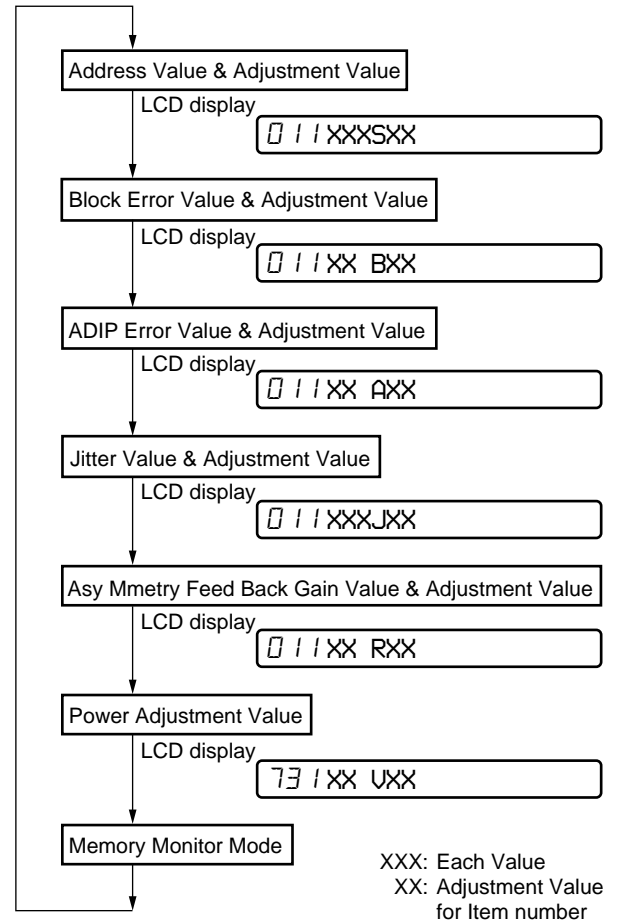 Address Value & Adjustment Value
LCD display
011XXXSXX
Block Error Value & Adjustment Value
LCD display
011XX BXX
ADIP Error Value & Adjustment Value
LCD display
011XX AXX
Jitter Value & Adjustment Value
LCD display
011XXXJXX
Asy Mmetry Feed Back Gain Value & Adjustment Value
LCD display
011XX RXX
Power Adjustment Value
LCD display
731XX VXX
Memory Monitor Mode
XXX: Each Value
XX: Adjustment Value
for Item number